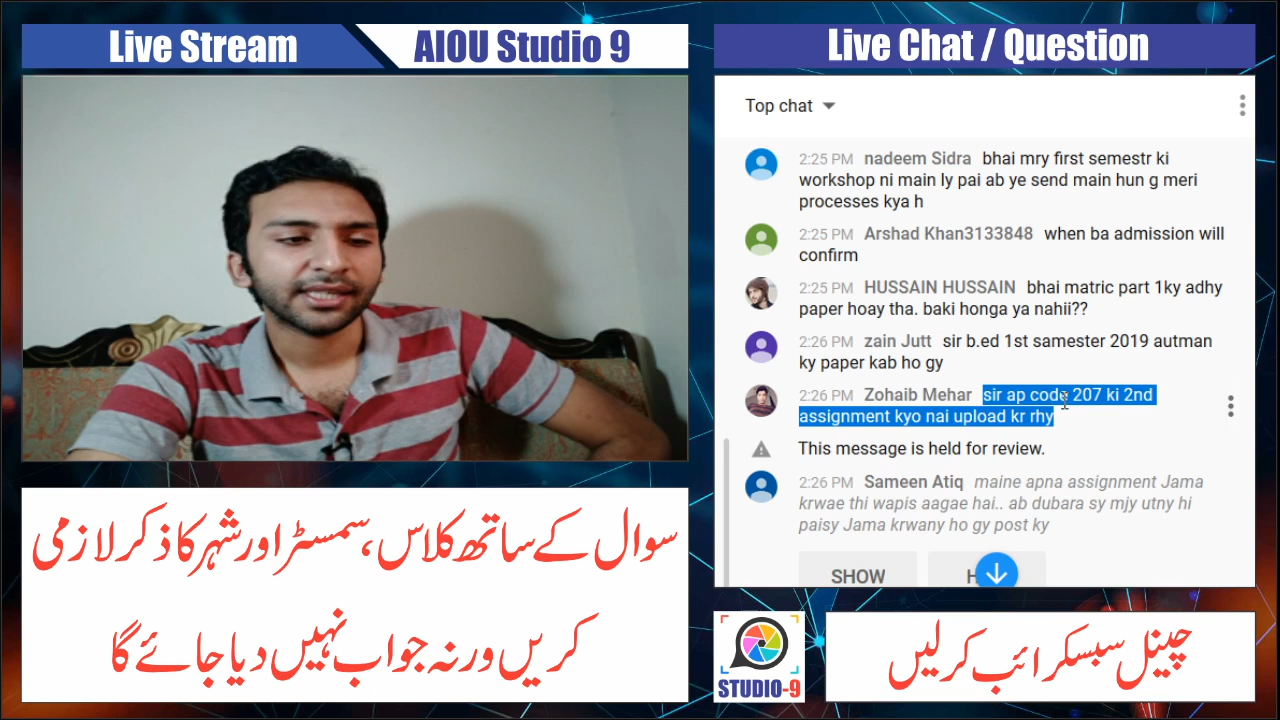 Live Stream
AIOU Studio 9
Live Chat / Question
Top chat
2:25 PM nadeem Sidra bhai mry first semestr ki
workshop ni main ly pai ab ye send main hun g meri
processes kya h
2:25 PM Arshad Khan3133848 when ba admission will
confirm
2:25 PM HUSSAIN HUSSAIN bhai matric part 1ky adhy
paper hoay tha. baki honga ya nahii??
2:26 PM zain Jutt sir b.ed 1st samester 2019 autman
ky paper kab ho gy
2:26 PM Zohaib Mehar sir ap code 207 ki 2nd
assignment kyo nai upload kr rhy
This message is held for review.
2:26 PM Sameen Atiq maine apna assignment Jama
krwae thi wapis aagae hai.. ab dubara sy mjy utny hi
paisy Jama krwany ho gy post ky
SHOW
سوال کے ساتھ کلاس، سمسٹر اور شہر کا ذکر لازمی
کریں ورنہ جواب نہیں دیا جائے گا
STUDIO-9
چینل سبسکرائب کرلیں